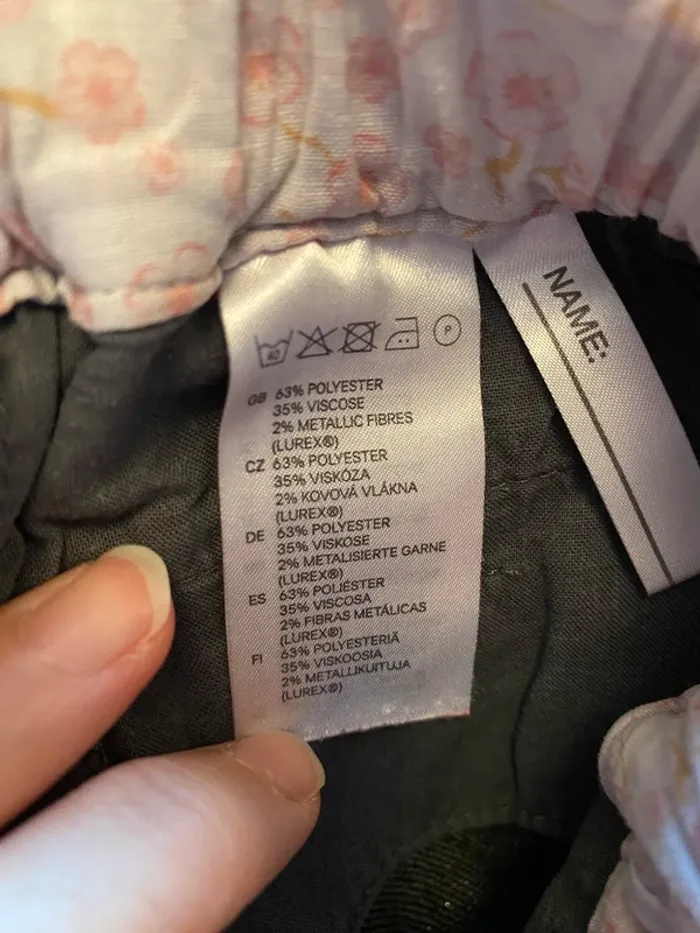 40 P
GB 63% POLYESTER
35% VISCOSE
2% METALLIC FIBRES
(LUREX®)
CZ 63% POLYESTER
35% VISKÓZA
2% KOVOVÁ VLÁKNA
(LUREX®)
DE 63% POLYESTER
35% VISKOSE
2% METALISIERTE GARNE
(LUREX®)
ES 63% POLIÉSTER
35% VISCOSA
2% FIBRAS METÁLICAS
(LUREX®)
FI 63% POLYESTERIÄ
35% VISKOOSIA
2% METALLIKUITUJA
(LUREX®)
NAME: